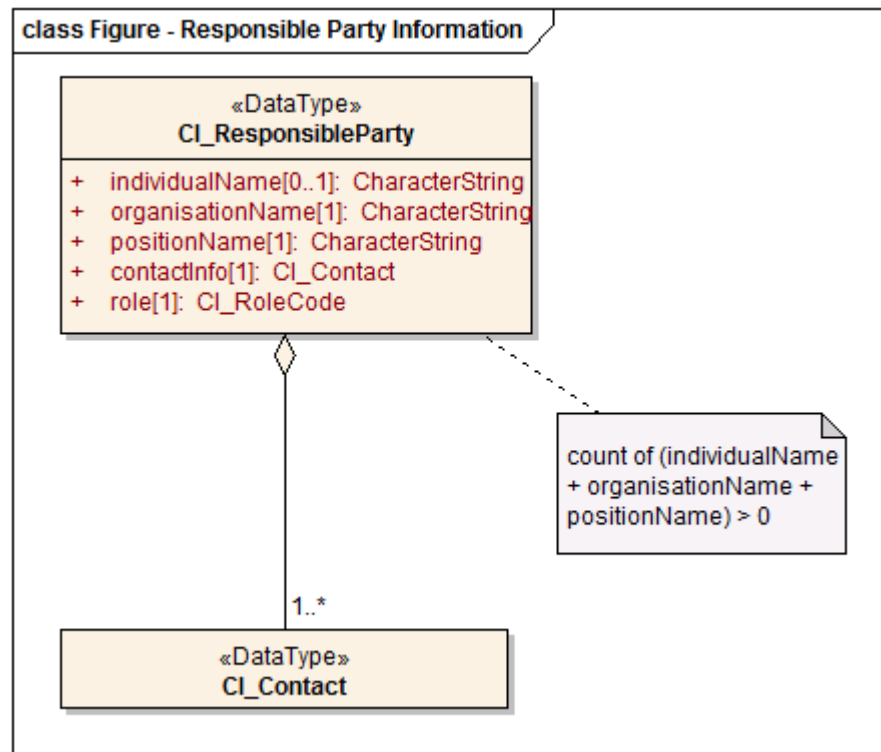 class Figure - Responsible Party Information
«DataType»
CI_ResponsibleParty
+ individualName[0..1]: CharacterString
+ organisationName[1]: CharacterString
+ positionName[1]: CharacterString
+ contactInfo[1]: CI_Contact
+ role[1]: CI_RoleCode
count of (individualName
+ organisationName +
positionName) > 0
1..*
«DataType»
CI_Contact